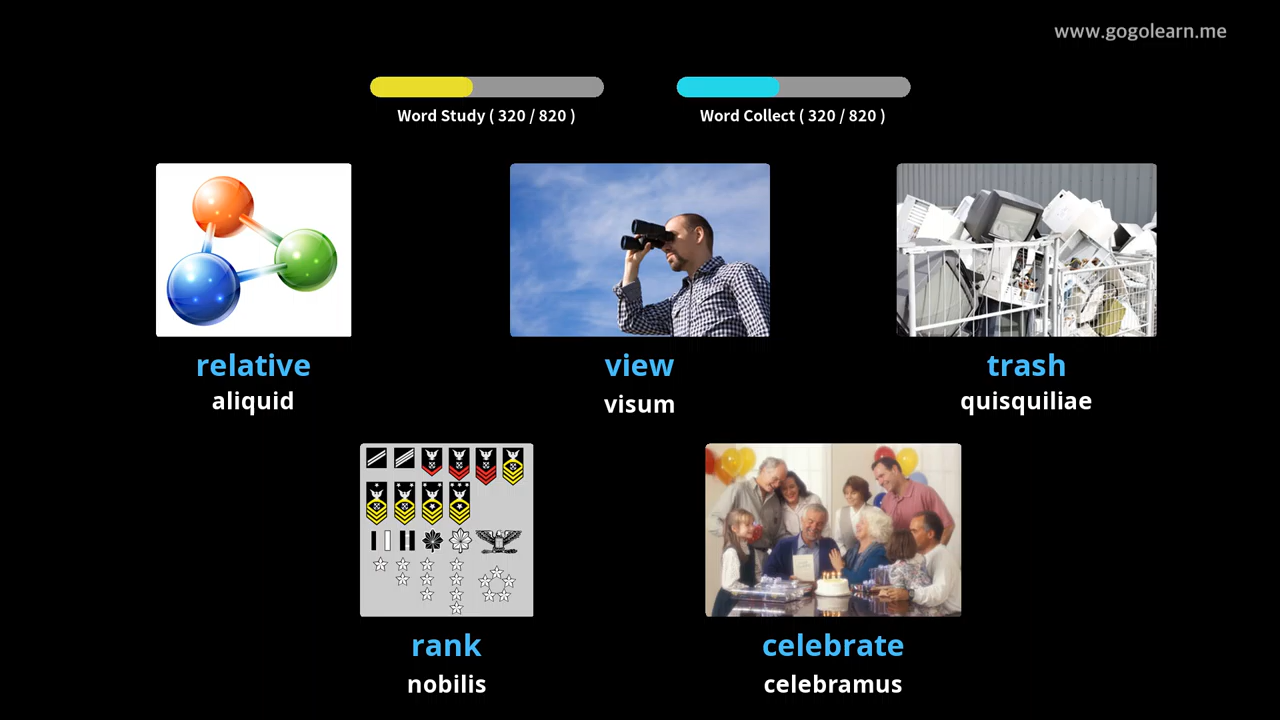 www.gogolearn.me
Word Study ( 320 / 820 )
Word Collect ( 320 / 820 )
relative
aliquid
view
visum
trash
quisquiliae
rank
nobilis
celebrate
celebramus